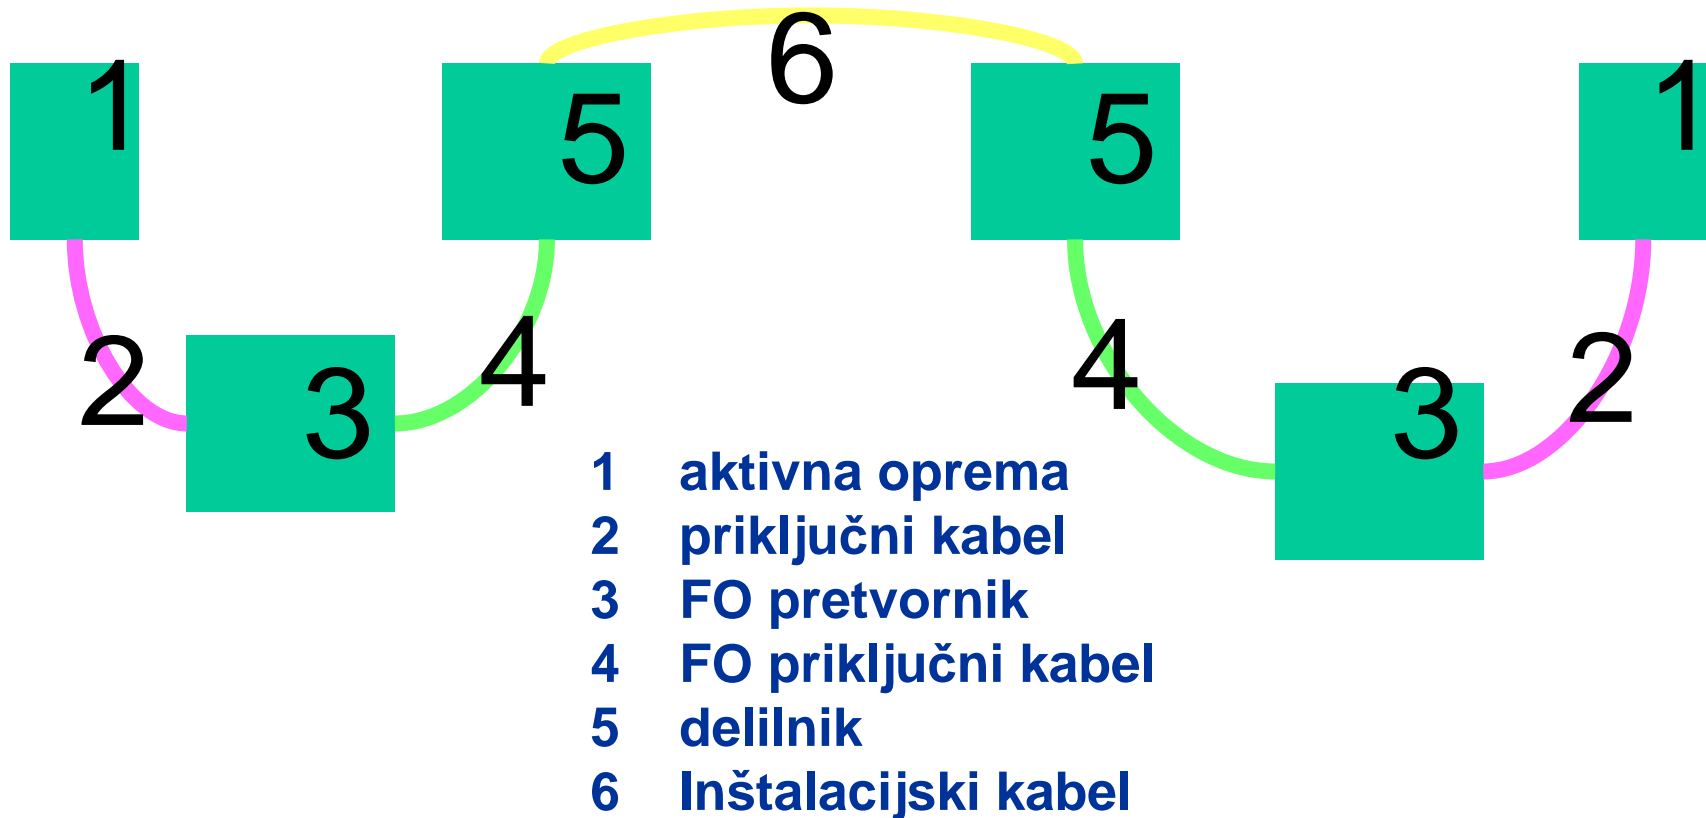 6
1 5 5 1
2 3 4 4 3 2
1 aktivna oprema
2 priključni kabel
3 FO pretvornik
4 FO priključni kabel
5 delilnik
6 Inštalacijski kabel